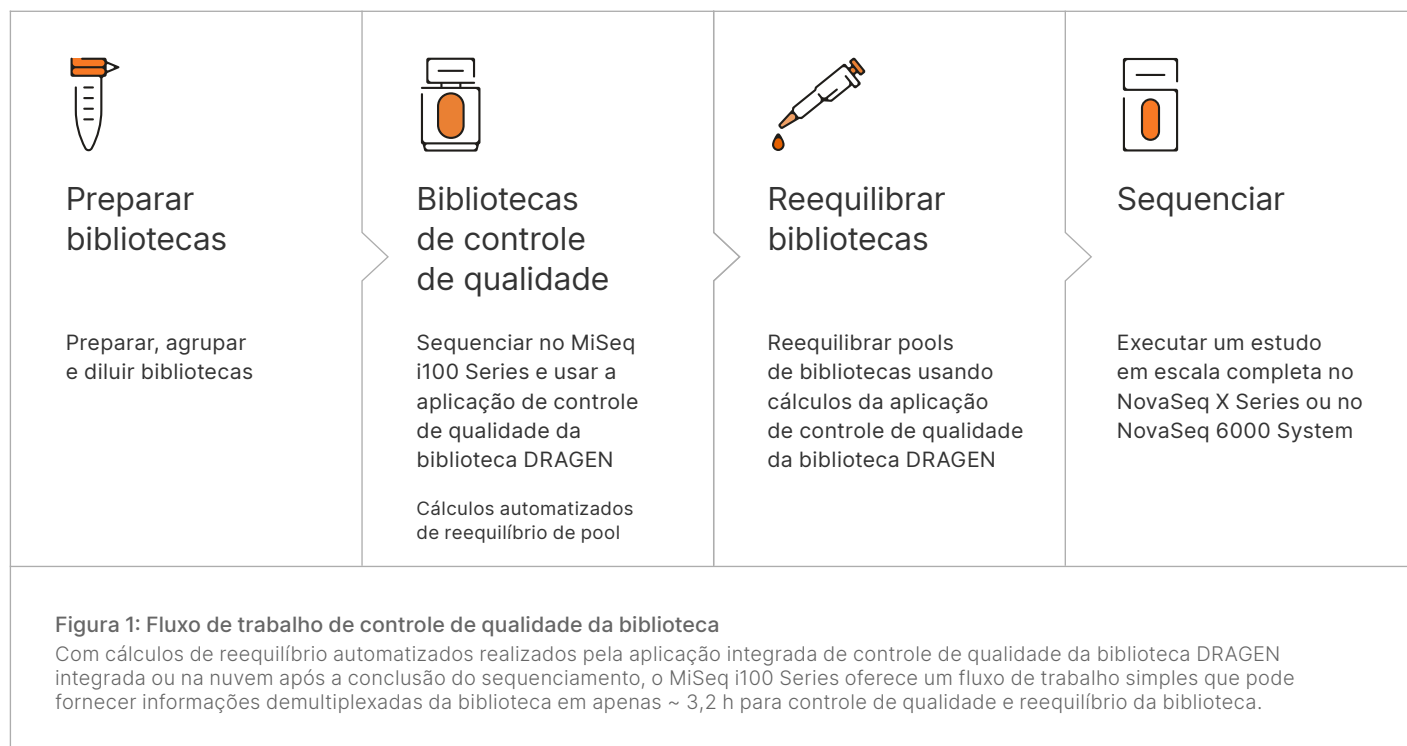 Preparar
bibliotecas
Preparar, agrupar
e diluir bibliotecas
Bibliotecas
de controle
de qualidade
Sequenciar no MiSeq
i100 Series e usar a
aplicação de controle
de qualidade da
biblioteca DRAGEN
Cálculos automatizados
de reequilíbrio de pool
Reequilibrar
bibliotecas
Reequilibrar pools
de bibliotecas usando
cálculos da aplicação
de controle de qualidade
da biblioteca DRAGEN
Sequenciar
Executar um estudo
em escala completa no
NovaSeq X Series ou no
NovaSeq 6000 System
Figura 1: Fluxo de trabalho de controle de qualidade da biblioteca
Com cálculos de reequilíbrio automatizados realizados pela aplicação integrada de controle de qualidade da biblioteca DRAGEN
integrada ou na nuvem após a conclusão do sequenciamento, o MiSeq i100 Series oferece um fluxo de trabalho simples que pode
fornecer informações demultiplexadas da biblioteca em apenas ~ 3,2 h para controle de qualidade e reequilíbrio da biblioteca.